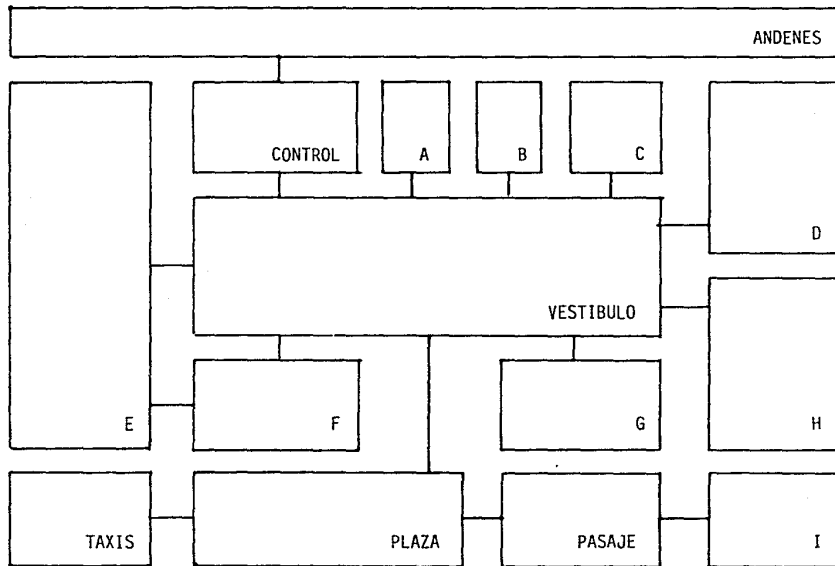 ANDENES
CONTROL
A
B
C
D
VESTIBULO
E
F
G
H
TAXIS
PLAZA
PASAJE
I